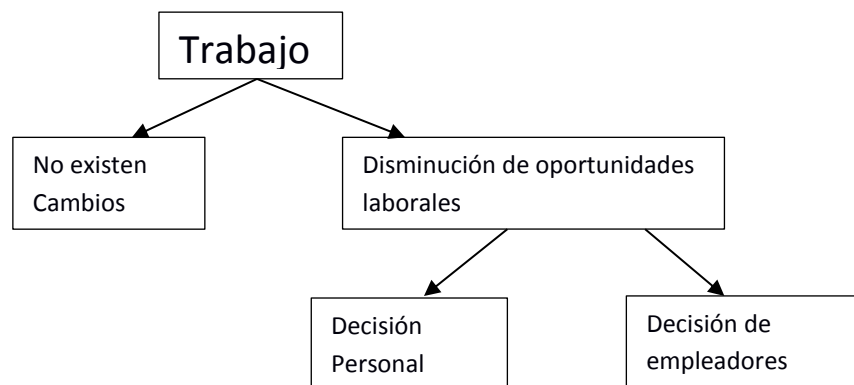 Trabajo
No existen
Cambios
Disminución de oportunidades
laborales
Decisión
Personal
Decisión de
empleadores